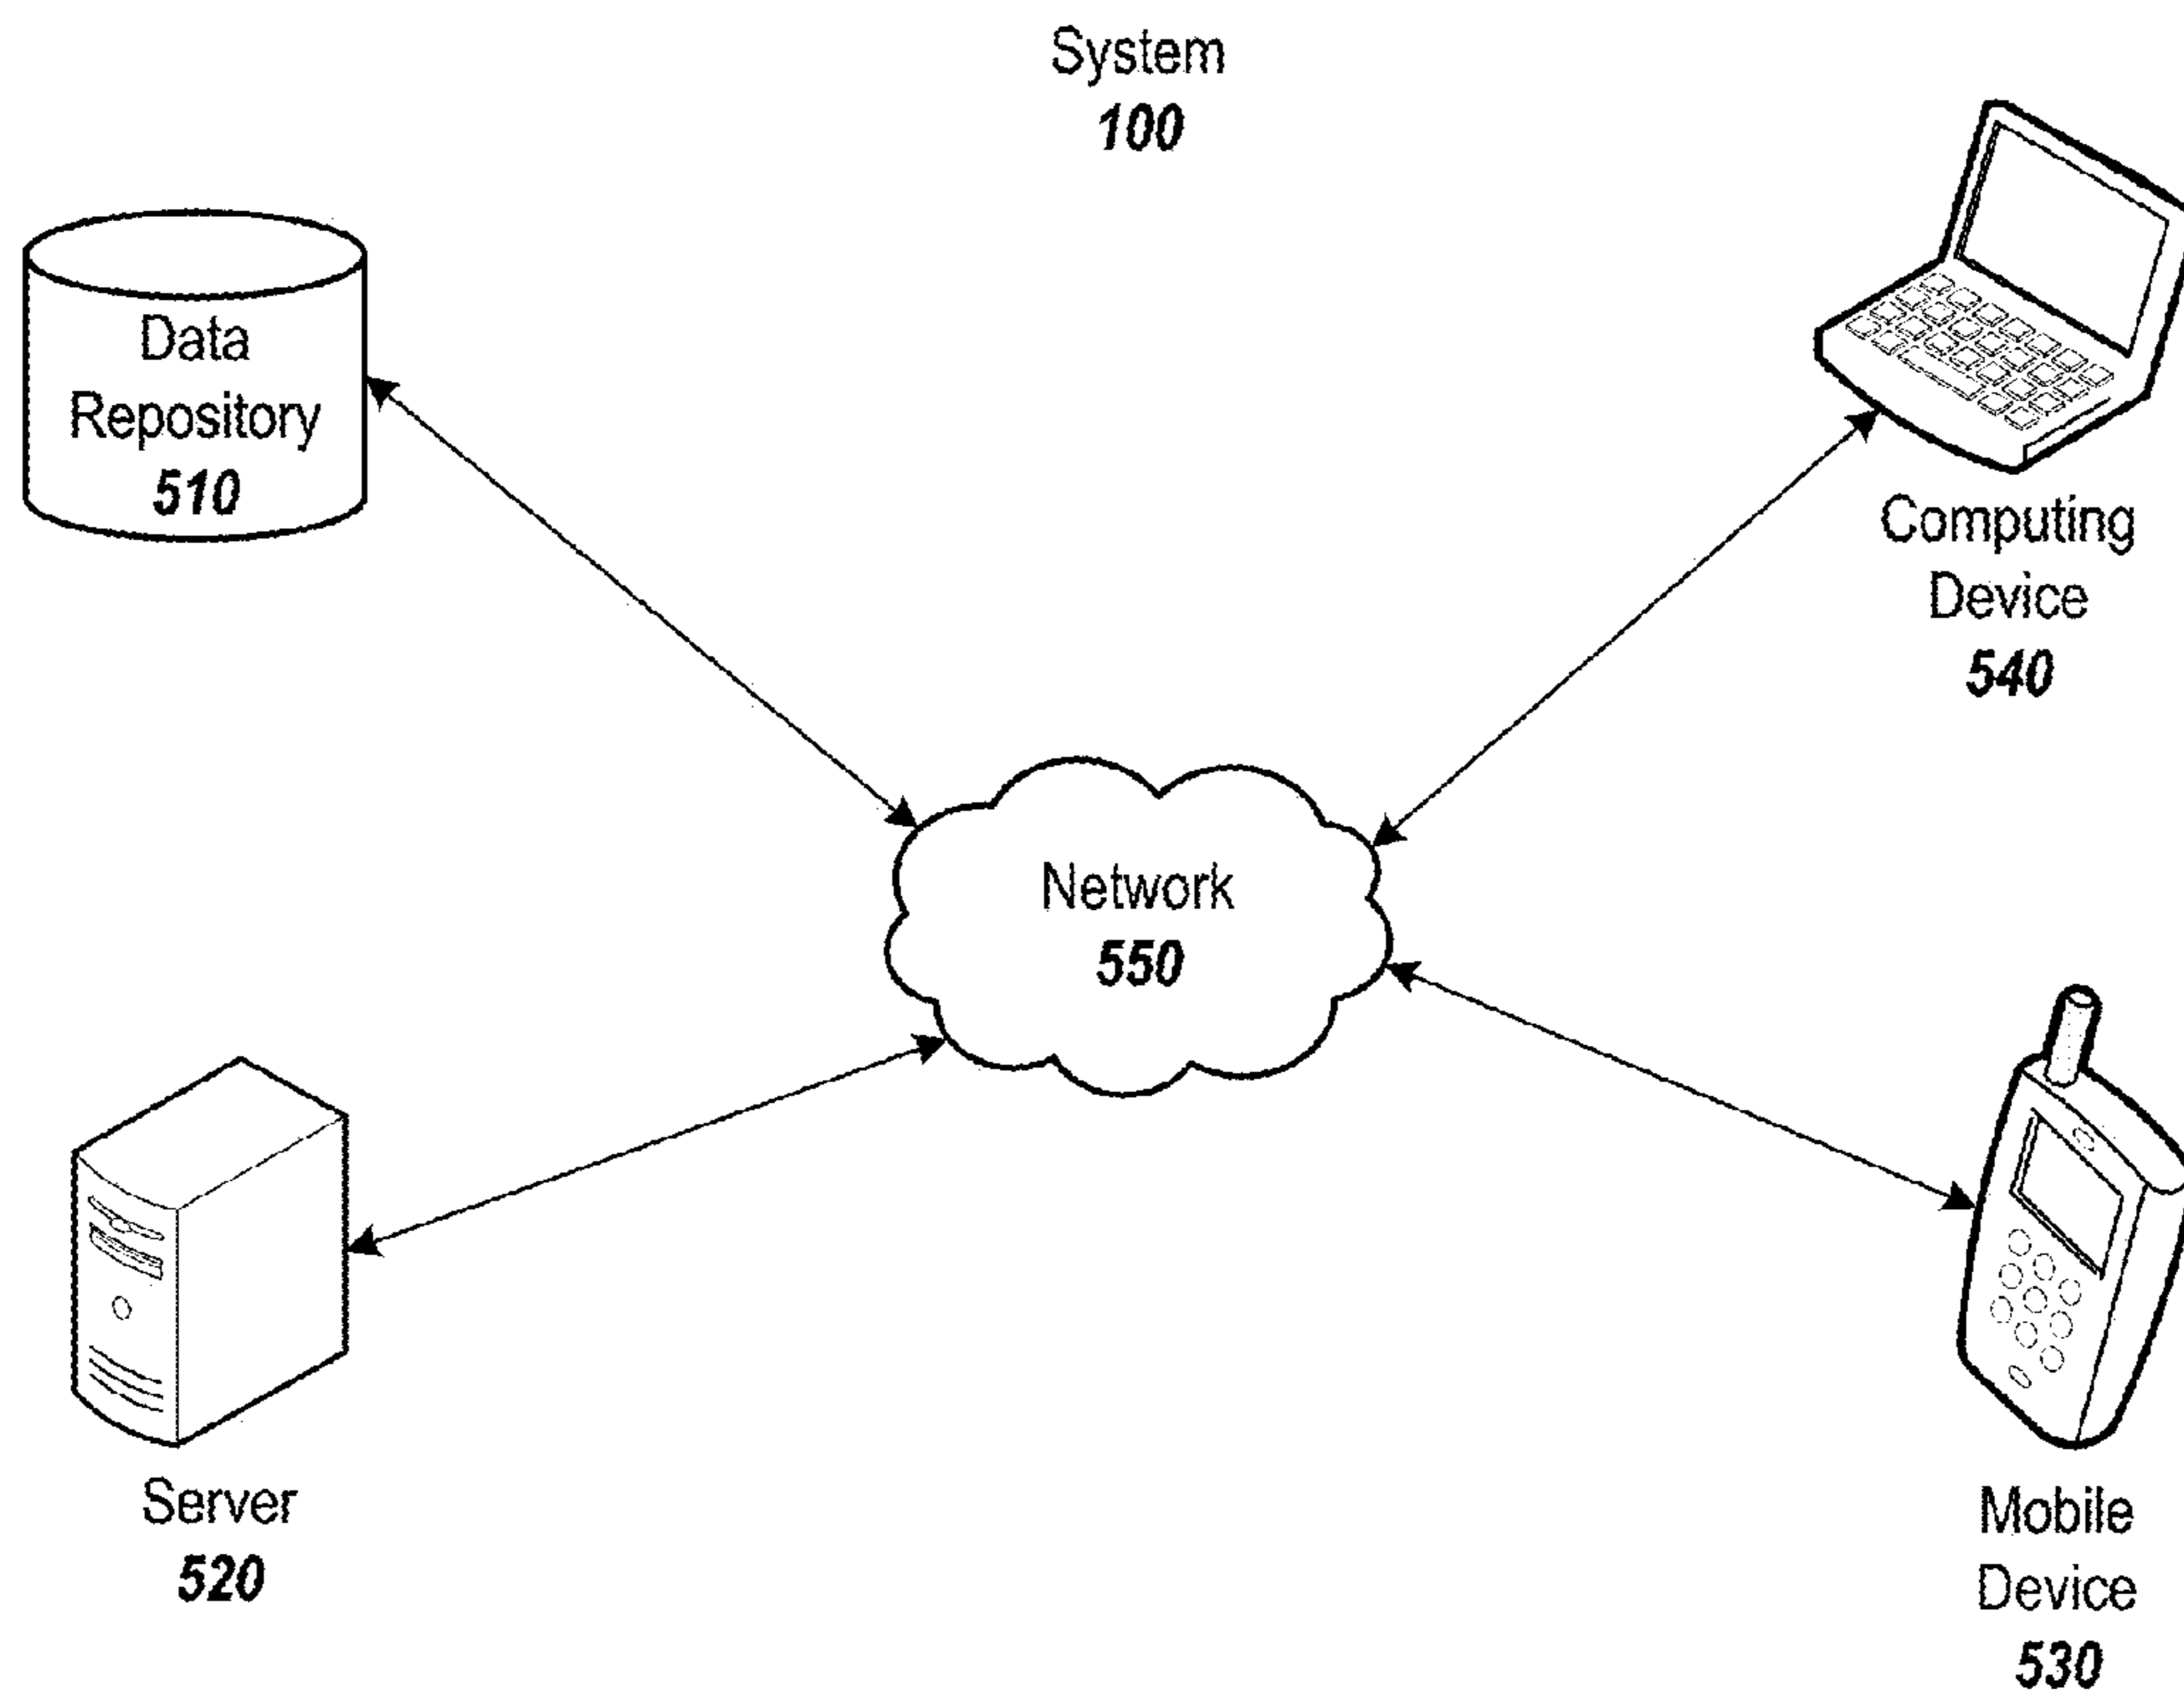 System
100
Data
Repository
510
Computing
Device
540
Network
550
Server
520
Mobile
Device
530